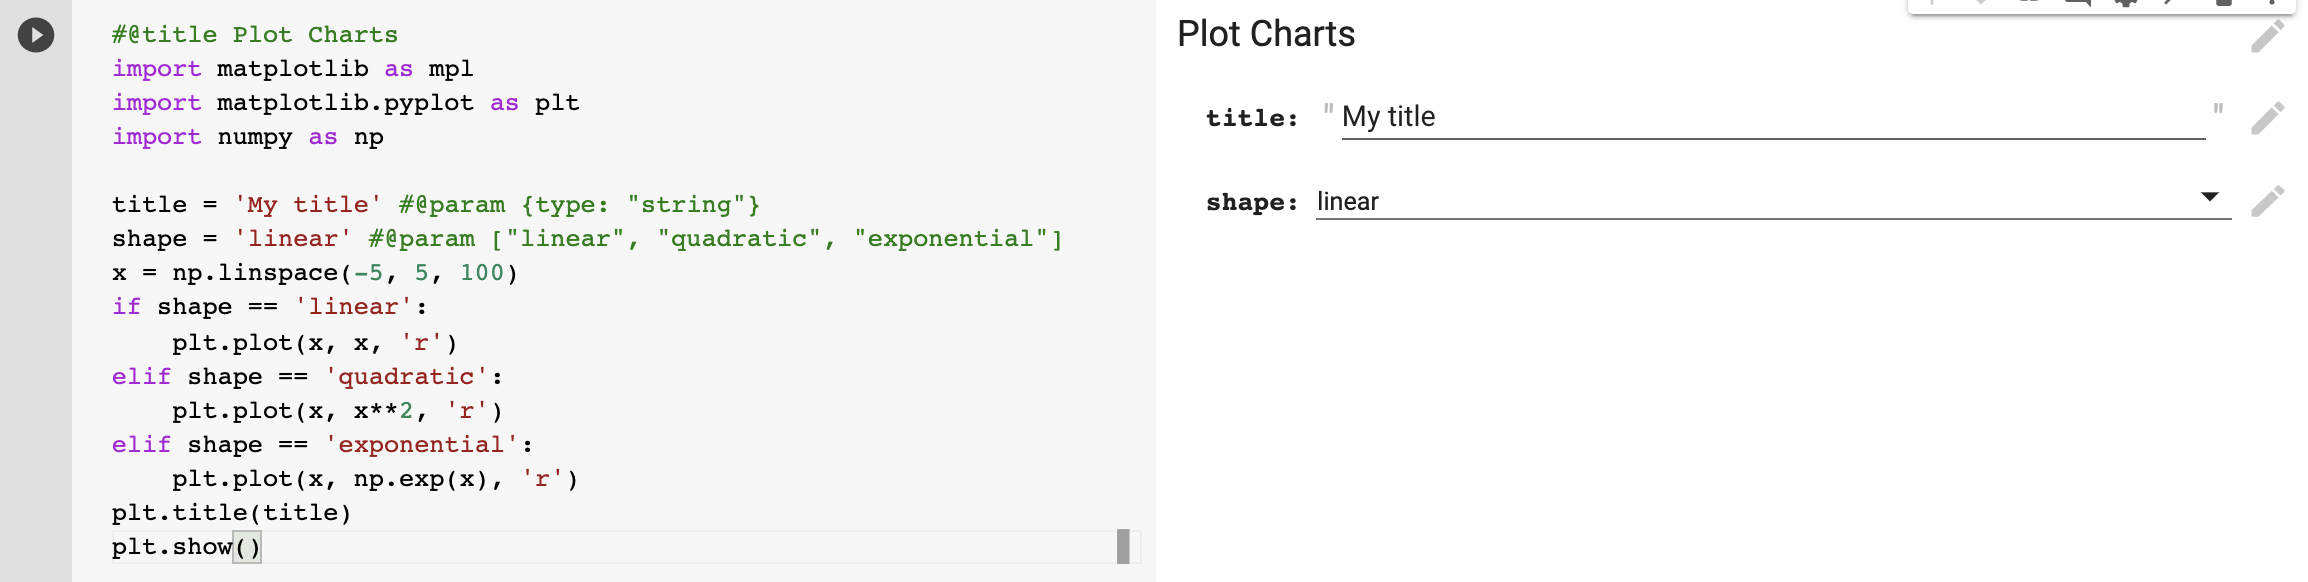 #@title Plot Charts
import matplotlib as mpl
import matplotlib.pyplot as plt
import numpy as np

title = 'My title' #@param {type: "string"}
shape = 'linear' #@param ["linear", "quadratic", "exponential"]
x = np.linspace(-5, 5, 100)
if shape == 'linear':
    plt.plot(x, x, 'r')
elif shape == 'quadratic':
    plt.plot(x, x**2, 'r')
elif shape == 'exponential':
    plt.plot(x, np.exp(x), 'r')
plt.title(title)
plt.show()
Plot Charts
title: "My title"
shape: linear